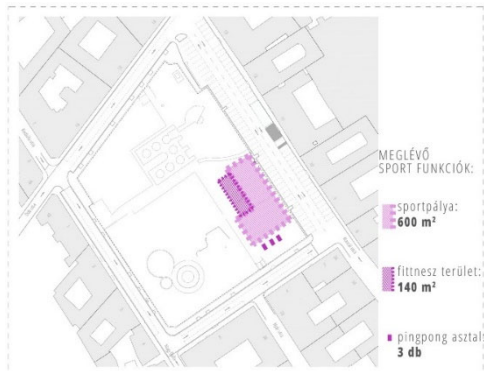 MEGLÉVŐ
SPORT FUNKCIÓK:
sportpálya:
600 m²
fittnesz terület:
140 m²
pingpong asztal:
3 db